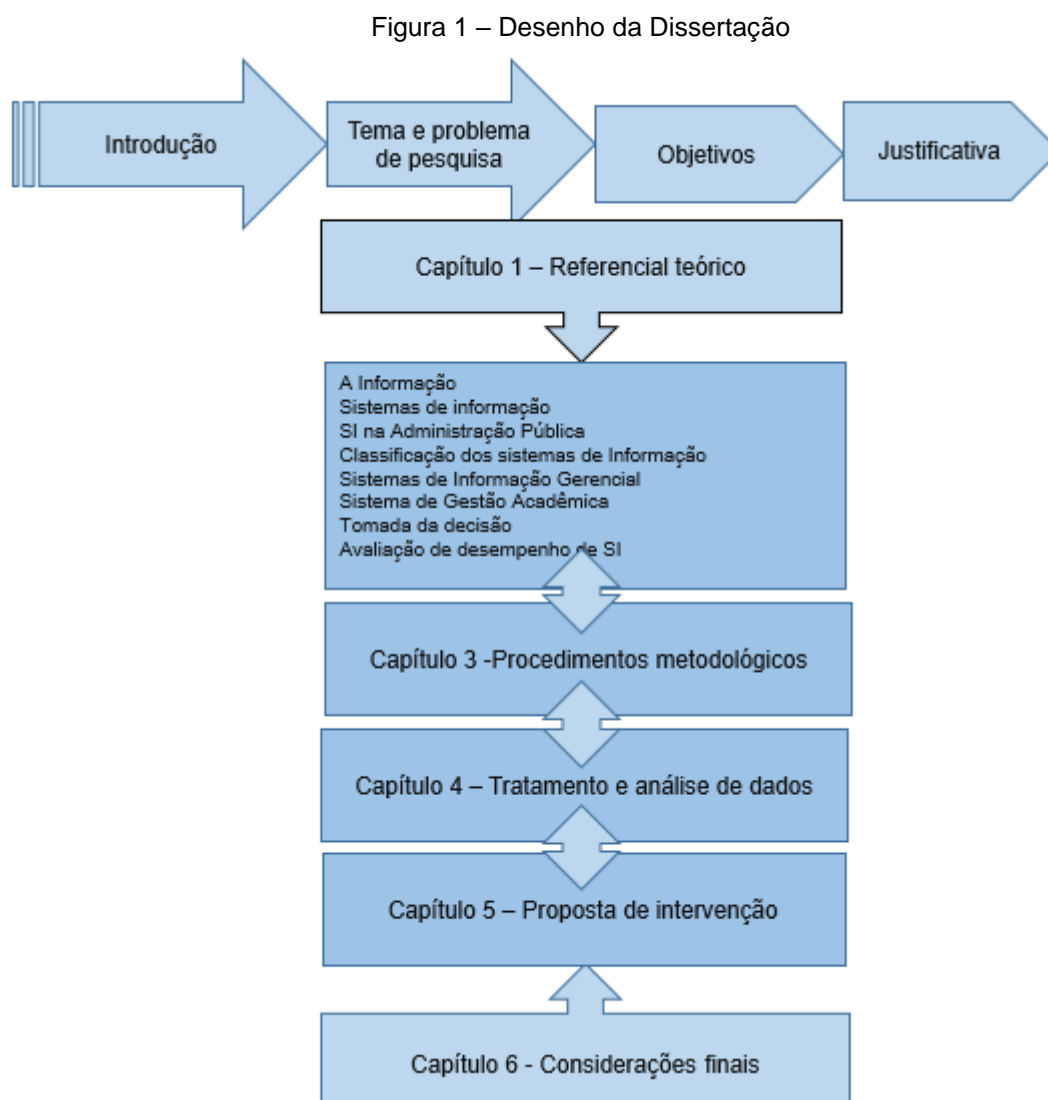 Figura 1 – Desenho da Dissertação
Introdução
Tema e problema
de pesquisa
Objetivos
Justificativa
Capítulo 1 – Referencial teórico
A Informação
Sistemas de informação
SI na Administração Pública
Classificação dos sistemas de Informação
Sistemas de Informação Gerencial
Sistema de Gestão Acadêmica
Tomada da decisão
Avaliação de desempenho de SI
Capítulo 3 -Procedimentos metodológicos
Capítulo 4 – Tratamento e análise de dados
Capítulo 5 – Proposta de intervenção
Capítulo 6 - Considerações finais